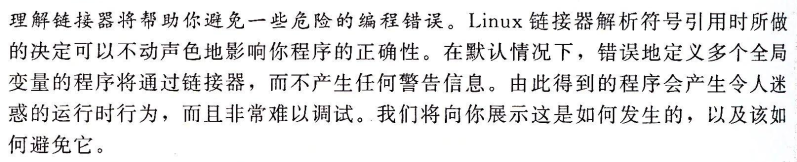 理解链接器将帮助你避免一些危险的编程错误。Linux 链接器解析符号引用时所做
的决定可以不动声色地影响你程序的正确性。在默认情况下，错误地定义多个全局
变量的程序将通过链接器，而不产生任何警告信息。由此得到的程序会产生令人迷
惑的运行时行为，而且非常难以调试。我们将向你展示这是如何发生的，以及该如
何避免它。